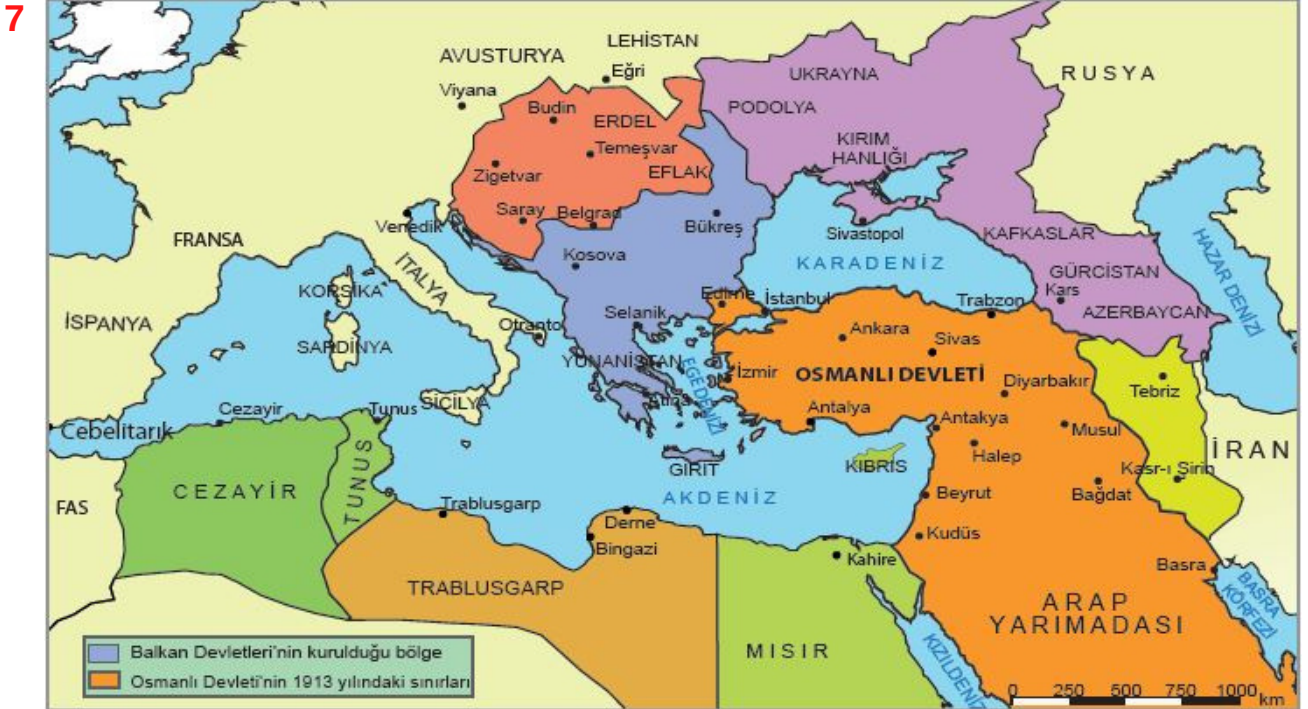 7
LEHİSTAN
AVUSTURYA
Eğri
UKRAYNA
RUSYA
Viyana
Budin
PODOLYA
ERDEL
KIRIM
HANLIĞI
Temeşvar
Zigetvar
EFLAK
Saray
Belgrad
Venedik
Bükreş
Sivastopol
KAFKASLAR
FRANSA
Kosova
KARADENİZ
HAZAR DENİZİ
İTALYA
GÜRCİSTAN
Kars
KORSİKA
Edirne
İstanbul
Trabzon
AZERBAYCAN
İSPANYA
Otranto
Selanik
Ankara
Sivas
SARDİNYA
YUNANİSTAN
EGEDENİZİ
İzmir
OSMANLI DEVLETİ
Diyarbakır
Tebriz
Cezayir
Tunus
SİCİLYA
Atina
Antalya
Antakya
Musul
Cebelitarık
Halep
İRAN
GİRİT
KIBRIS
Kasr-ı Şirin
CEZAYİR
TUNUS
AKDENİZ
Beyrut
Bağdat
FAS
Trablusgarp
Derne
Bingazi
Kudüs
Kahire
Basra
BASRA
KÖRFEZİ
TRABLUSGARP
ARAP
YARIMADASI
MISIR
KIZILDENİZ
Balkan Devletleri'nin kurulduğu bölge
Osmanlı Devleti'nin 1913 yılındaki sınırları
0 250 500 750 1000 km